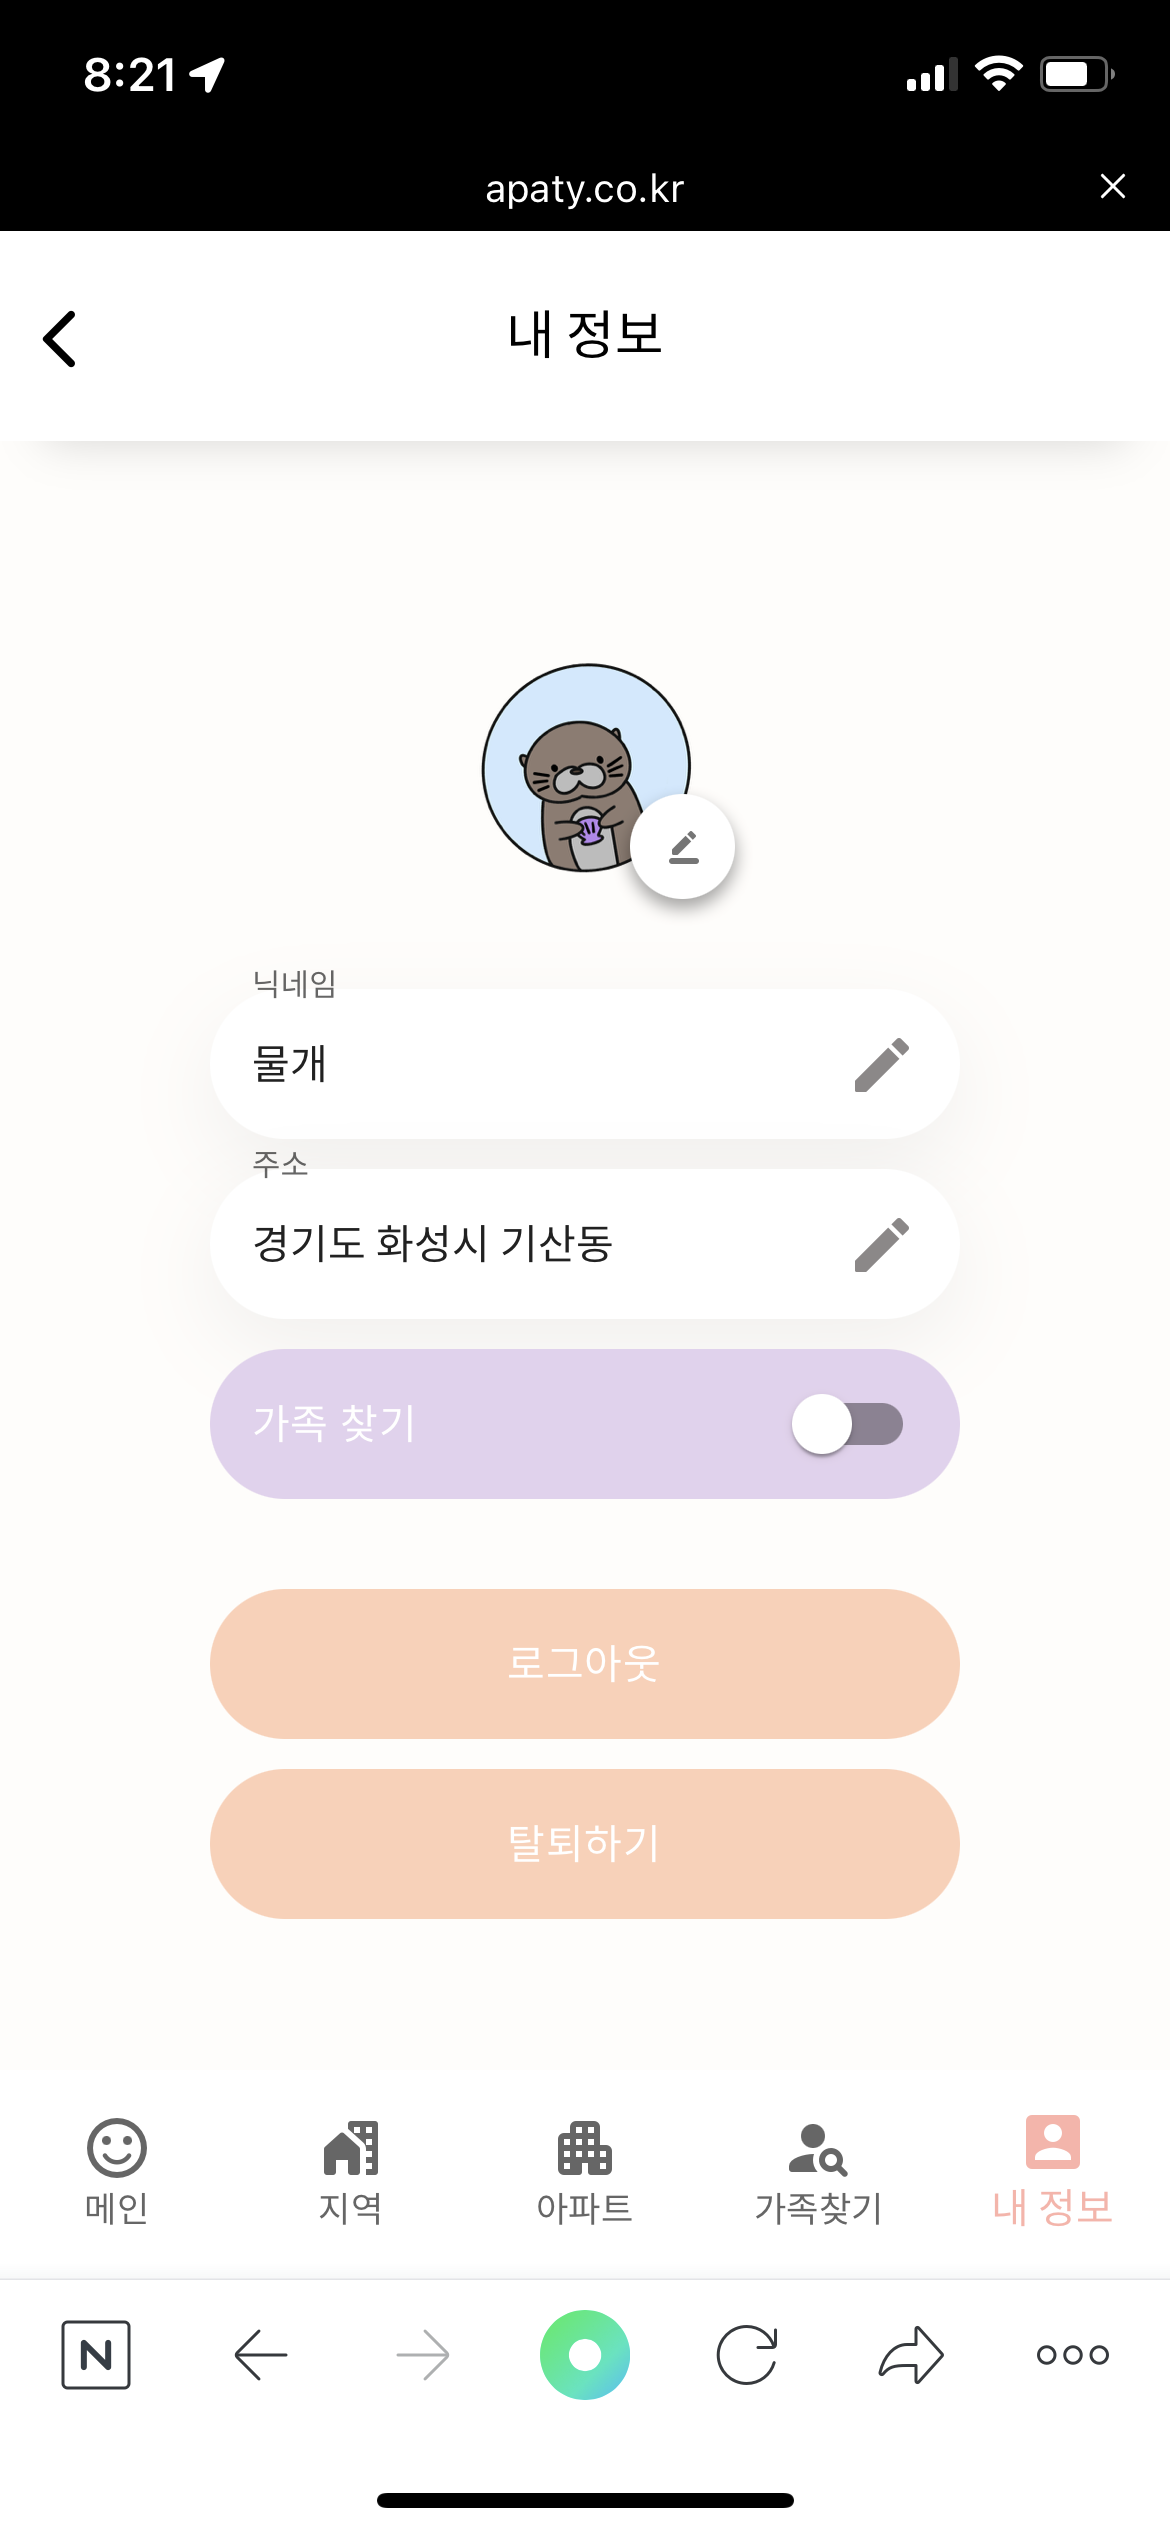 8:21
apaty.co.kr
내 정보
닉네임
물개
주소
경기도 화성시 기산동
가족 찾기
로그아웃
탈퇴하기
메인
지역
아파트
가족찾기
내 정보
N